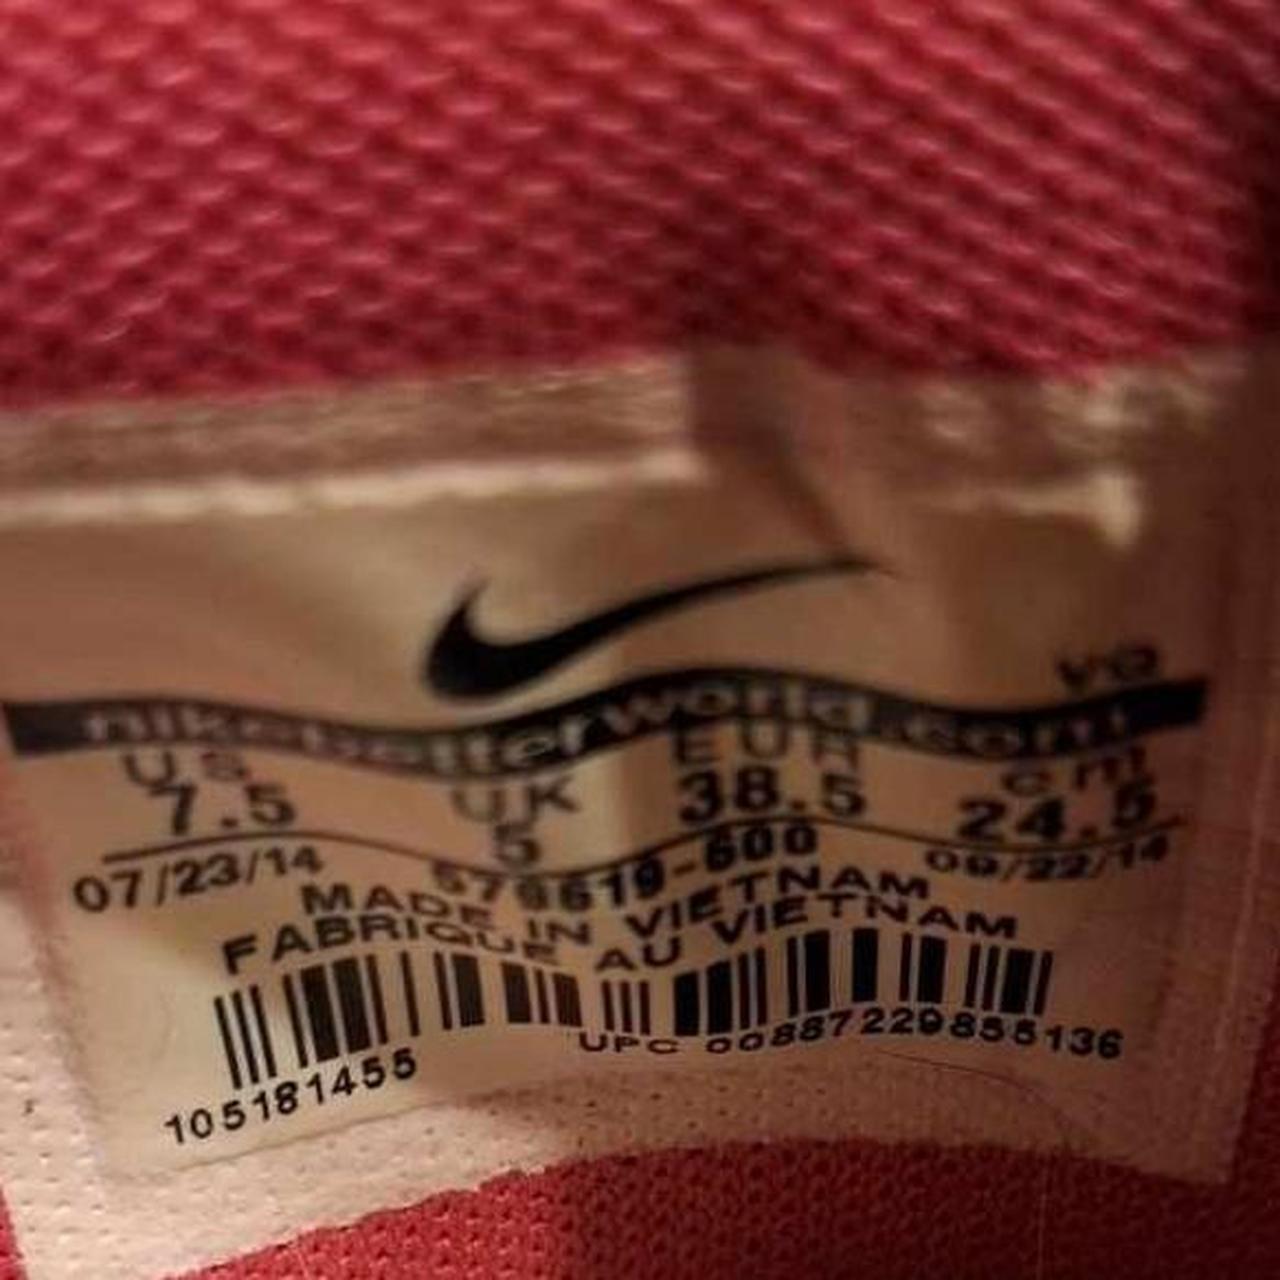 VG
nikebetterworld.com
US UK EUR cm
7.5 5 38.5 24.5
07/23/14 09/22/14
MADE IN VIETNAM
FABRIQUE AU VIETNAM
UPC 00887229855136
105181455